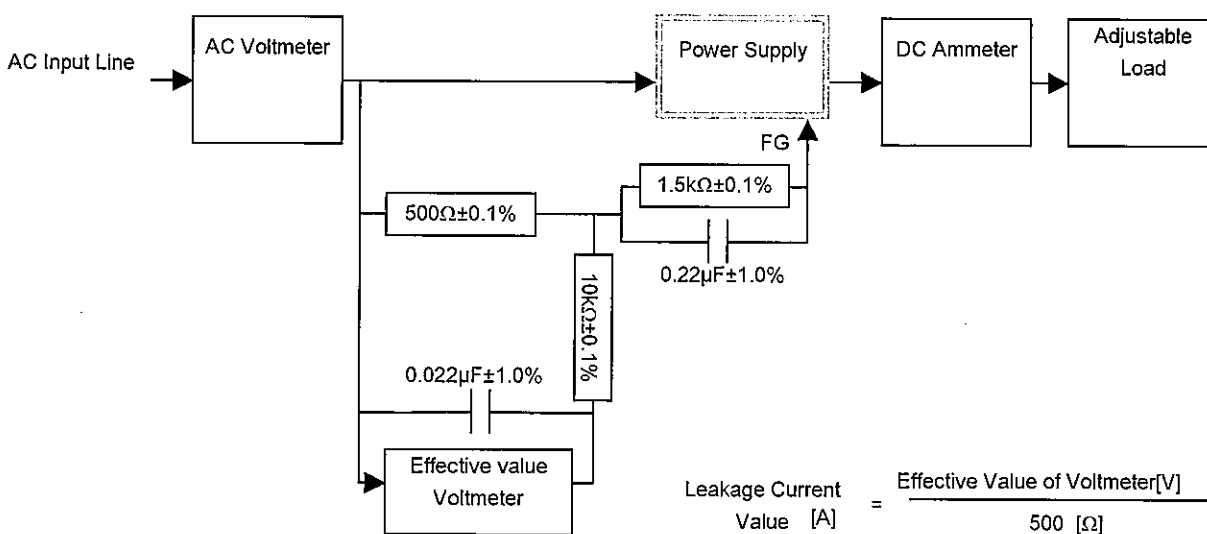 AC Input Line
AC Voltmeter
Power Supply
DC Ammeter
Adjustable
Load
FG
1.5kΩ±0.1%
500Ω±0.1%
0.22µF±1.0%
10kΩ±0.1%
0.022µF±1.0%
Effective value
Voltmeter
Leakage Current
Value [A]
=
Effective Value of Voltmeter[V]
500 [Ω]